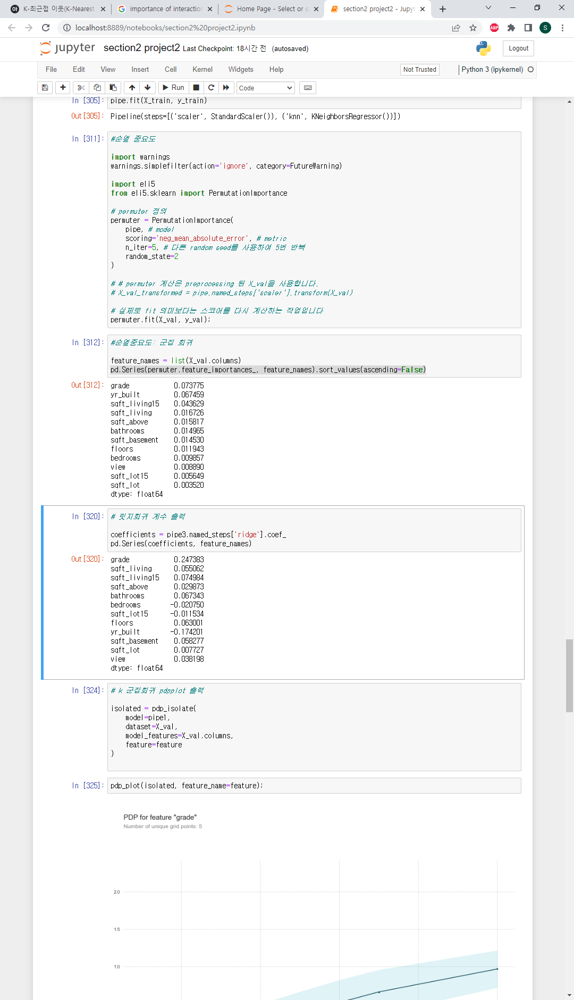 K-최근접 이웃(K-Nearest
importance of interaction
Home Page - Select or c
section2 project2 - Jupyt
localhost:8889/notebooks/section2%20project2.ipynb
ABP
S
jupyter section2 project2 Last Checkpoint: 18시간 전 (autosaved)
Logout
File Edit View Insert Cell Kernel Widgets Help
Not Trusted
Python 3 (ipykernel)
Run
Code
In [305]: pipe.fit(X_train, y_train)
Out[305]: Pipeline(steps=[('scaler', StandardScaler()), ('knn', KNeighborsRegressor())])
In [311]: #순열 중요도
import warnings
warnings.simplefilter(action='ignore', category=FutureWarning)
import eli5
from eli5.sklearn import PermutationImportance
# permuter 정의
permuter = PermutationImportance(
pipe, # model
scoring='neg_mean_absolute_error', # metric
n_iter=5, # 다른 random seed를 사용하여 5번 반복
random_state=2
)
# # permuter 계산은 preprocessing 된 X_val을 사용합니다.
# X_val_transformed = pipe.named_steps['scaler'].transform(X_val)
# 실제로 fit 의미보다는 스코어를 다시 계산하는 작업입니다
permuter.fit(X_val, y_val);
In [312]: #순열중요도: 군집 회귀
feature_names = list(X_val.columns)
pd.Series(permuter.feature_importances_, feature_names).sort_values(ascending=False)
Out[312]: grade 0.073775
yr_built 0.067459
sqft_living15 0.043629
sqft_living 0.016726
sqft_above 0.015817
bathrooms 0.014965
sqft_basement 0.014530
floors 0.011943
bedrooms 0.009857
view 0.008890
sqft_lot15 0.005649
sqft_lot 0.003520
dtype: float64
In [320]: # 릿지회귀 계수 출력
coefficients = pipe3.named_steps['ridge'].coef_
pd.Series(coefficients, feature_names)
Out[320]: grade 0.247383
sqft_living 0.055062
sqft_living15 0.074984
sqft_above 0.029873
bathrooms 0.067343
bedrooms -0.020750
sqft_lot15 -0.011534
floors 0.063001
yr_built -0.174201
sqft_basement 0.058277
sqft_lot 0.007727
view 0.038198
dtype: float64
In [324]: # k 군집회귀 pdpplot 출력
isolated = pdp_isolate(
model=pipe1,
dataset=X_val,
model_features=X_val.columns,
feature=feature
)
In [325]: pdp_plot(isolated, feature_name=feature);
PDP for feature "grade"
Number of unique grid points: 5
2.0
1.5
1.0